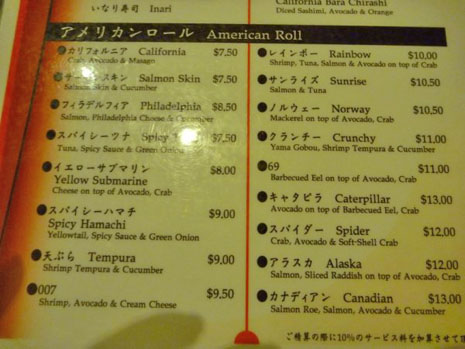 いなり寿司 Inari
California Bara Chirashi
Diced Sashimi, Avocado & Orange
アメリカンロール American Roll
●カリフォルニア California $7,50
Crab, Avocado & Masago
●サーモンスキン Salmon Skin $7,50
Salmon Skin & Cucumber
●フィラデルフィア Philadelphia $8,50
Salmon, Philadelphia Cheese & Cucumber
●スパイシーツナ Spicy $7,50
Tuna, Spicy Sauce & Green Onion
●イエローサブマリン $8,00
Yellow Submarine
Cheese on top of Avocado, Crab
●スパイシーハマチ $9,00
Spicy Hamachi
Yellowtail, Spicy Sauce & Green Onion
●天ぷら Tempura $9,00
Shrimp Tempura & Cucumber
●007 $9,50
Shrimp, Avocado & Cream Cheese
●レインボー Rainbow $10,00
Shrimp, Tuna, Salmon & Avocado on top of Crab
●サンライズ Sunrise $10,50
Salmon & Tuna
●ノルウェー Norway $10,50
Mackerel on top of Avocado, Crab
●クランチー Crunchy $11,00
Yama Gobou, Shrimp Tempura & Cucumber
●69 $11,00
Barbecued Eel on top of Avocado, Crab
●キャタピラ Caterpillar $13,00
Avocado on top of Barbecued Eel, Crab
●スパイダー Spider $12,00
Crab, Avocado & Soft-Shell Crab
●アラスカ Alaska $12,00
Salmon, Sliced Raddish on top of Avocado, Crab
●カナディアン Canadian $13,00
Salmon Roe, Salmon, Avocado & Cucumber
ご精算の際に10%のサービス料を加算させて